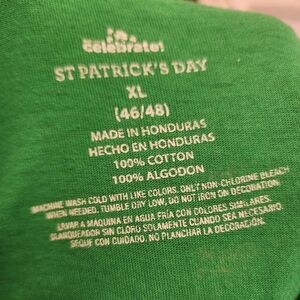 celebrate!
ST PATRICK'S DAY
XL
(46/48)
MADE IN HONDURAS
HECHO EN HONDURAS
100% COTTON
100% ALGODON
MACHINE WASH COLD WITH LIKE COLORS. ONLY NON-CHLORINE BLEACH
WHEN NEEDED. TUMBLE DRY LOW, DO NOT IRON ON DECORATION.
LAVAR A MAQUINA EN AGUA FRIA CON COLORES SIMILARES.
BLANQUEADOR SIN CLORO SOLAMENTE CUANDO SEA NECESARIO.
SEQUE CON CUIDADO. NO PLANCHAR LA DECORACIÓN.